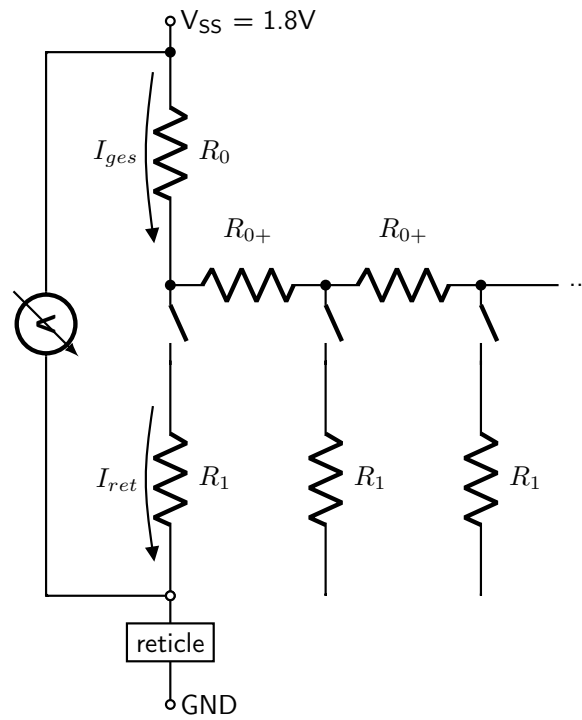 V_SS = 1.8V
I_ges
R_0
R_0+
R_0+
V
I_ret
R_1
R_1
R_1
reticle
GND